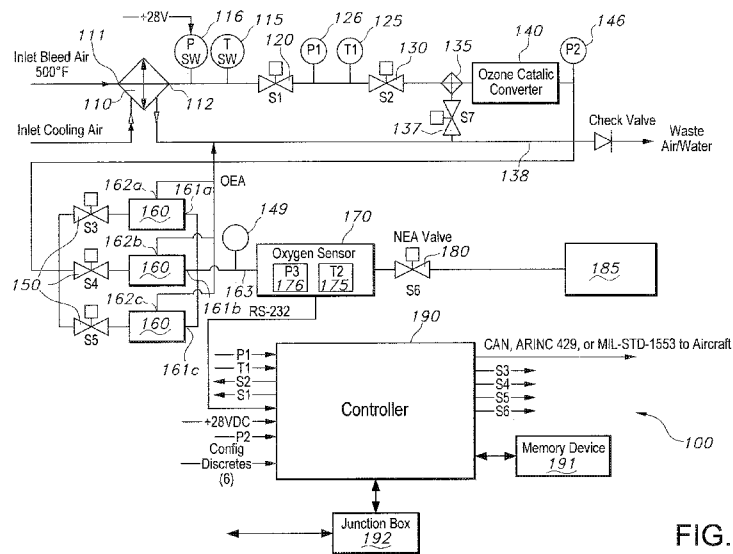 +28V
116
115
126
125
130
135
140
146
111
P
SW
T
SW
120
P1
T1
P2
Inlet Bleed Air
500°F
110
112
S1
S2
Ozone Catalic
Converter
S7
137
Inlet Cooling Air
Check Valve
Waste
Air/Water
138
OEA
162a
161a
160
S3
149
170
162b
Oxygen Sensor
NEA Valve
180
150
160
P3
176
T2
175
185
S4
163
S6
162c
161b
RS-232
160
S5
161c
190
CAN, ARINC 429, or MIL-STD-1553 to Aircraft
P1
T1
S2
S1
S3
S4
S5
S6
Controller
+28VDC
P2
Config
Discretes
(6)
100
Memory Device
191
Junction Box
192
FIG.